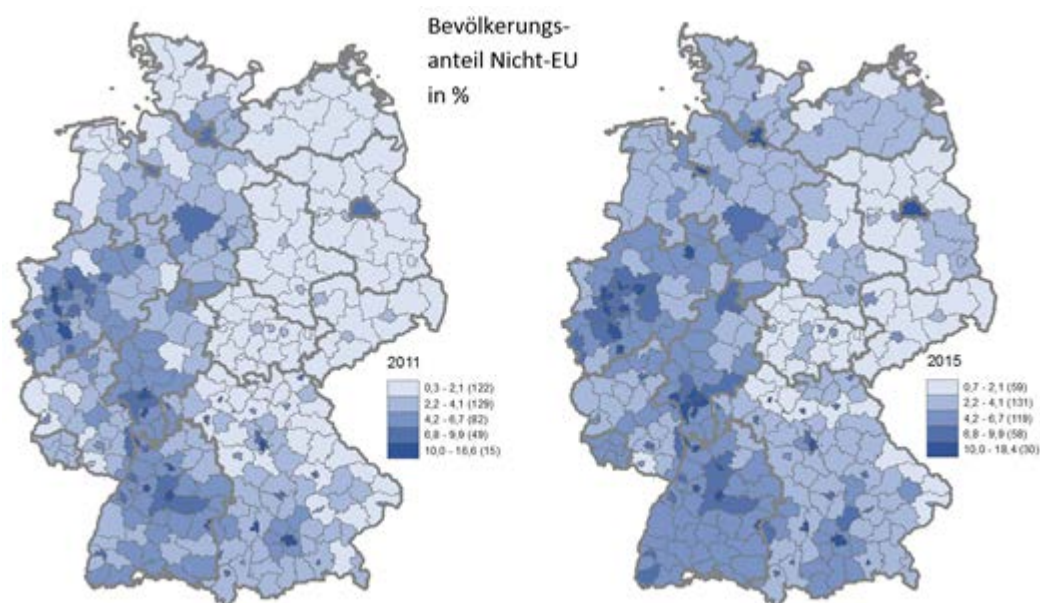 Bevölkerungs-
anteil Nicht-EU
in %
2011
0,3 - 2,1 (122)
2,2 - 4,1 (129)
4,2 - 6,7 (82)
6,8 - 9,9 (49)
10,0 - 16,6 (15)
2015
0,7 - 2,1 (59)
2,2 - 4,1 (131)
4,2 - 6,7 (119)
6,8 - 9,9 (58)
10,0 - 18,4 (30)